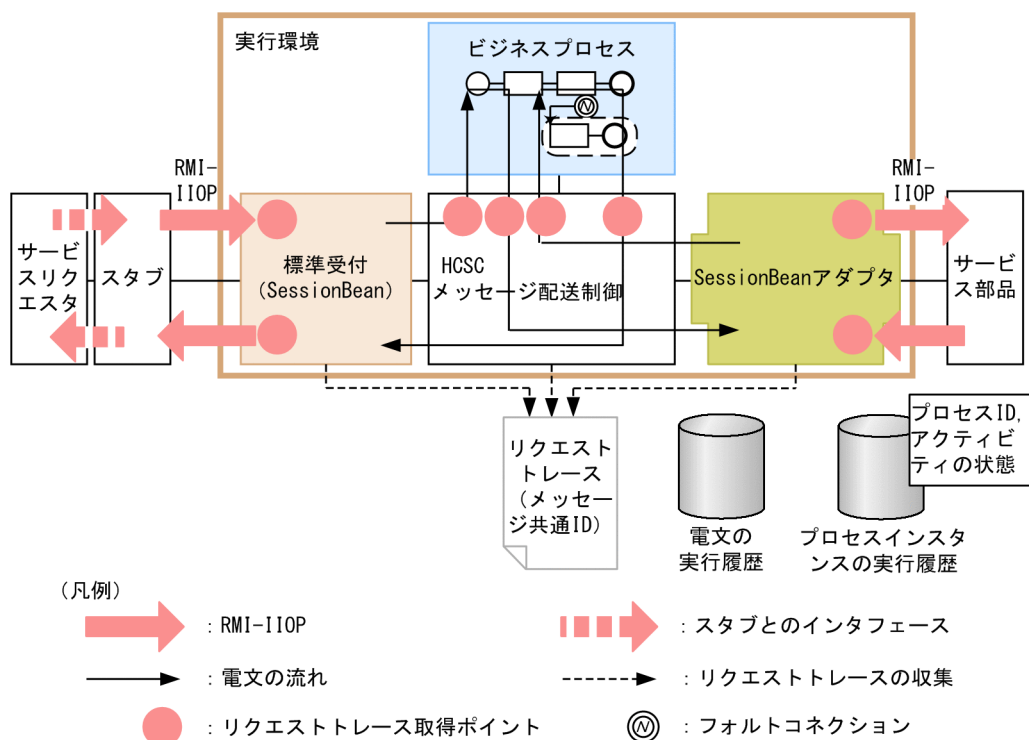 実行環境
ビジネスプロセス
RMI-
IIOP
RMI-
IIOP
サービ
スリク
エスタ
スタブ
標準受付
(SessionBean)
HCSC
メッセージ配送制御
SessionBeanアダプタ
サービ
ス部品
リクエスト
トレース
(メッセー
ジ共通ID)
電文の
実行履歴
プロセスID,
アクティビ
ティの状態
プロセスインスタ
ンスの実行履歴
(凡例)
:RMI-IIOP
:スタブとのインタフェース
:電文の流れ
:リクエストトレースの収集
:リクエストトレース取得ポイント
N
:フォルトコネクション